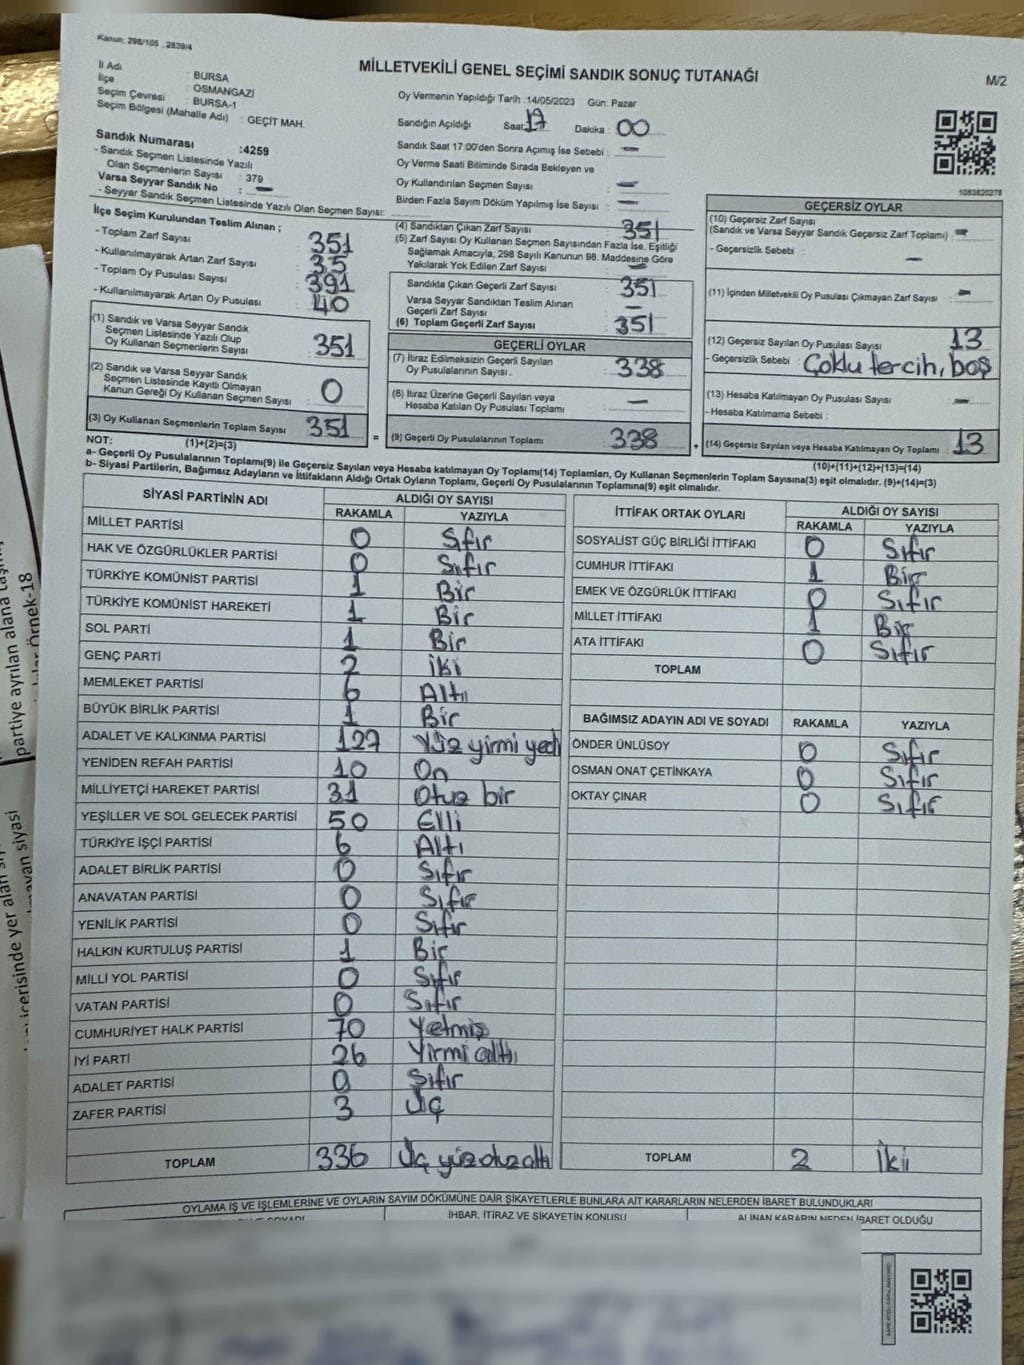 Kanun: 298/105 , 2839/4
MİLLETVEKİLİ GENEL SEÇİMİ SANDIK SONUÇ TUTANAĞI
M/2
İl Adı : BURSA
İlçe : OSMANGAZİ
Seçim Çevresi : BURSA-1
Seçim Bölgesi (Mahalle Adı) : GEÇİT MAH.
Sandık Numarası :4259
- Sandık Seçmen Listesinde Yazılı
Olan Seçmenlerin Sayısı : 379
Varsa Seyyar Sandık No : —
- Seyyar Sandık Seçmen Listesinde Yazılı Olan Seçmen Sayısı:
Oy Vermenin Yapıldığı Tarih :14/05/2023 Gün: Pazar
Sandığın Açıldığı Saat: 17 Dakika : 00
Sandık Saat 17:00'den Sonra Açımış İse Sebebi : —
Oy Verme Saati Bitiminde Sırada Bekleyen ve
Oy Kullandırılan Seçmen Sayısı : —
Birden Fazla Sayım Döküm Yapılmış İse Sayısı : —
1083820278
İlçe Seçim Kurulundan Teslim Alınan ;
- Toplam Zarf Sayısı : 351
- Kullanılmayarak Artan Zarf Sayısı : 35
- Toplam Oy Pusulası Sayısı : 391
- Kullanılmayarak Artan Oy Pusulası : 40
(1) Sandık ve Varsa Seyyar Sandık
Seçmen Listesinde Yazılı Olup
Oy Kullanan Seçmenlerin Sayısı : 351
(2) Sandık ve Varsa Seyyar Sandık
Seçmen Listesinde Kayıtlı Olmayan
Kanun Gereği Oy Kullanan Seçmen Sayısı : 0
(3) Oy Kullanan Seçmenlerin Toplam Sayısı : 351
(4) Sandıktan Çıkan Zarf Sayısı : 351
(5) Zarf Sayısı Oy Kullanan Seçmen Sayısından Fazla İse, Eşitliği
Sağlamak Amacıyla, 298 Sayılı Kanunun 98. Maddesine Göre
Yakılarak Yok Edilen Zarf Sayısı : —
Sandıkta Çıkan Geçerli Zarf Sayısı : 351
Varsa Seyyar Sandıktan Teslim Alınan
Geçerli Zarf Sayısı : —
(6) Toplam Geçerli Zarf Sayısı : 351
GEÇERLİ OYLAR
(7) İtiraz Edilmeksizin Geçerli Sayılan
Oy Pusulalarının Sayısı.. : 338
(8) İtiraz Üzerine Geçerli Sayılan veya
Hesaba Katılan Oy Pusulası Toplamı : —
= (9) Geçerli Oy Pusulalarının Toplamı : 338 +
GEÇERSİZ OYLAR
(10) Geçersiz Zarf Sayısı
(Sandık ve Varsa Seyyar Sandık Geçersiz Zarf Toplamı) : —
- Geçersizlik Sebebi : —
(11) İçinden Milletvekili Oy Pusulası Çıkmayan Zarf Sayısı : —
(12) Geçersiz Sayılan Oy Pusulası Sayısı : 13
- Geçersizlik Sebebi : Çoklu tercih, boş
(13) Hesaba Katılmayan Oy Pusulası Sayısı : —
- Hesaba Katılmama Sebebi :
(14) Geçersiz Sayılan veya Hesaba Katılmayan Oy Toplamı : 13
NOT: (1)+(2)=(3)
(10)+(11)+(12)+(13)=(14)
a- Geçerli Oy Pusulalarının Toplamı(9) ile Geçersiz Sayılan veya Hesaba katılmayan Oy Toplamı(14) Toplamları, Oy Kullanan Seçmenlerin Toplam Sayısına(3) eşit olmalıdır. (9)+(14)=(3)
b- Siyasi Partilerin, Bağımsız Adayların ve İttifakların Aldığı Ortak Oyların Toplamı, Geçerli Oy Pusulalarının Toplamına(9) eşit olmalıdır.
SİYASİ PARTİNİN ADI ALDIĞI OY SAYISI
RAKAMLA YAZIYLA
MİLLET PARTİSİ 0 Sıfır
HAK VE ÖZGÜRLÜKLER PARTİSİ 0 Sıfır
TÜRKİYE KOMÜNİST PARTİSİ 1 Bir
TÜRKİYE KOMÜNİST HAREKETİ 1 Bir
SOL PARTİ 1 Bir
GENÇ PARTİ 2 iki
MEMLEKET PARTİSİ 6 Altı
BÜYÜK BİRLİK PARTİSİ 1 Bir
ADALET VE KALKINMA PARTİSİ 127 Yüz yirmi yedi
YENİDEN REFAH PARTİSİ 10 On
MİLLİYETÇİ HAREKET PARTİSİ 31 Otuz bir
YEŞİLLER VE SOL GELECEK PARTİSİ 50 Elli
TÜRKİYE İŞÇİ PARTİSİ 6 Altı
ADALET BİRLİK PARTİSİ 0 Sıfır
ANAVATAN PARTİSİ 0 Sıfır
YENİLİK PARTİSİ 0 Sıfır
HALKIN KURTULUŞ PARTİSİ 1 Bir
MİLLİ YOL PARTİSİ 0 Sıfır
VATAN PARTİSİ 0 Sıfır
CUMHURİYET HALK PARTİSİ 70 Yetmiş
İYİ PARTİ 26 Yirmi altı
ADALET PARTİSİ 0 Sıfır
ZAFER PARTİSİ 3 Üç
TOPLAM 336 Üç yüz otuz altı
İTTİFAK ORTAK OYLARI ALDIĞI OY SAYISI
RAKAMLA YAZIYLA
SOSYALİST GÜÇ BİRLİĞİ İTTİFAKI 0 Sıfır
CUMHUR İTTİFAKI 1 Bir
EMEK VE ÖZGÜRLÜK İTTİFAKI 0 Sıfır
MİLLET İTTİFAKI 1 Bir
ATA İTTİFAKI 0 Sıfır
TOPLAM
BAĞIMSIZ ADAYIN ADI VE SOYADI RAKAMLA YAZIYLA
ÖNDER ÜNLÜSOY 0 Sıfır
OSMAN ONAT ÇETİNKAYA 0 Sıfır
OKTAY ÇINAR 0 Sıfır
TOPLAM 2 İki
OYLAMA İŞ VE İŞLEMLERİNE VE OYLARIN SAYIM DÖKÜMÜNE DAİR ŞİKAYETLERLE BUNLARA AİT KARARLARIN NELERDEN İBARET BULUNDUKLARI
İHBAR, İTİRAZ VE ŞİKAYETİN KONUSU
ALINAN KARARIN NEDEN İBARET OLDUĞU
partiye ayrılan alana taş
Örnek-18
içerisinde yer alan
siyasi